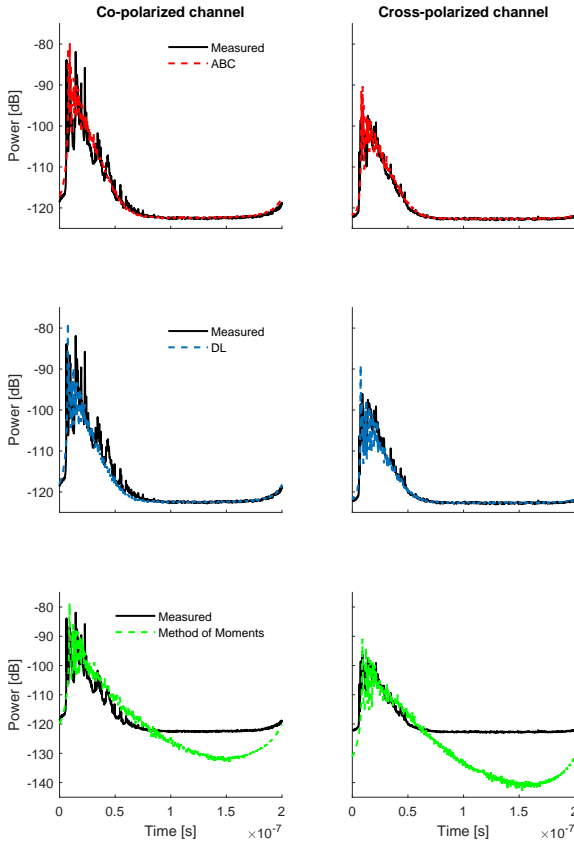 Co-polarized channel
Cross-polarized channel
Measured
ABC
Power [dB]
-80
-90
-100
-110
-120
Measured
DL
Power [dB]
-80
-90
-100
-110
-120
Measured
Method of Moments
Power [dB]
-80
-90
-100
-110
-120
-130
-140
0 0.5 1 1.5 2
Time [s] ×10⁻⁷
0 0.5 1 1.5 2
Time [s] ×10⁻⁷